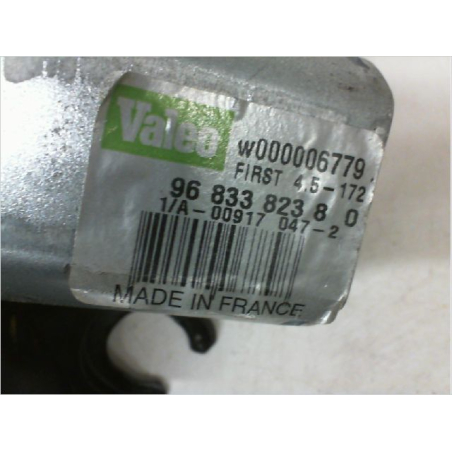 Valeo
W000006779
FIRST 4.5-172
96 833 823 8 0
1/A-00917 047-2
MADE IN FRANCE